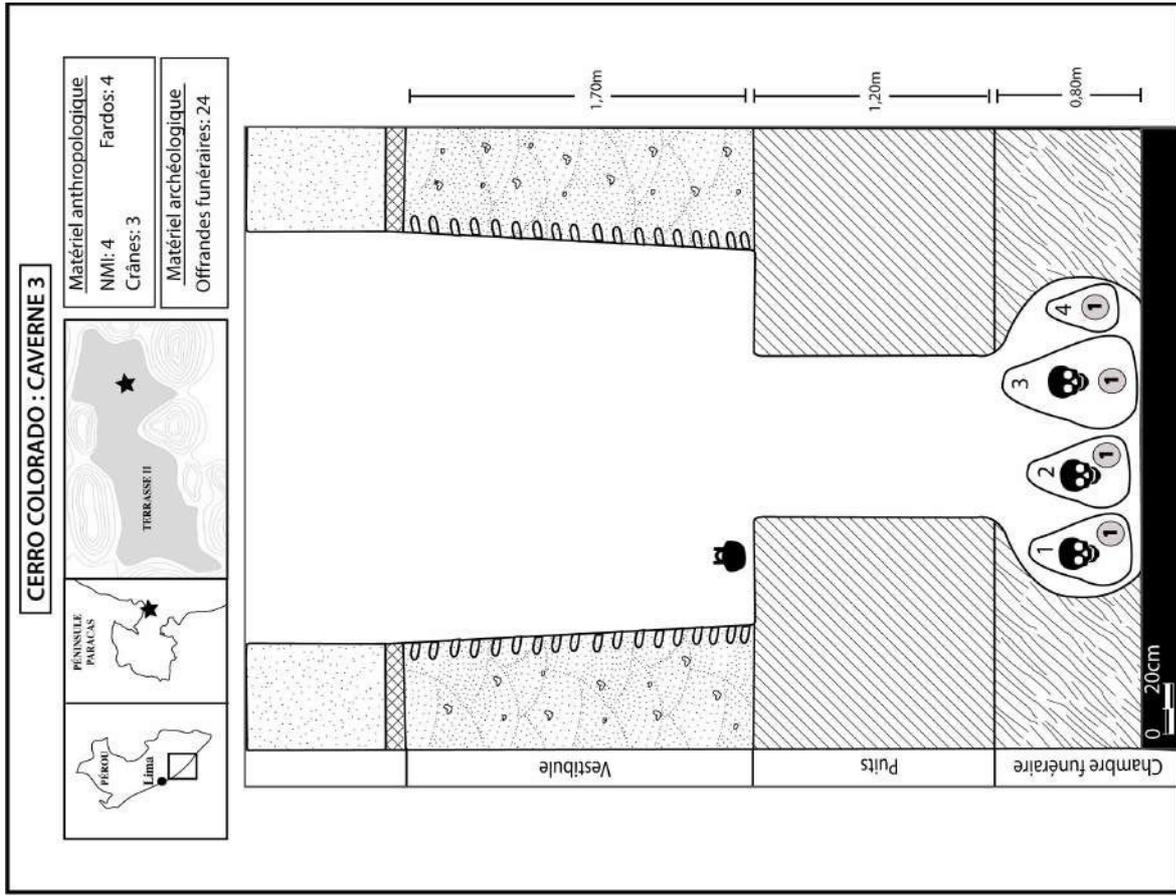 CERRO COLORADO : CAVERNE 3
PÉROU
Lima
PÉNINSULE
PARACAS
TERRASSE II
Matériel anthropologique
NMI: 4 Fardos: 4
Crânes: 3
Matériel archéologique
Offrandes funéraires: 24
Vestibule
1,70m
Puits
1,20m
Chambre funéraire
0,80m
1
1
2
1
3
1
4
1
0 20cm